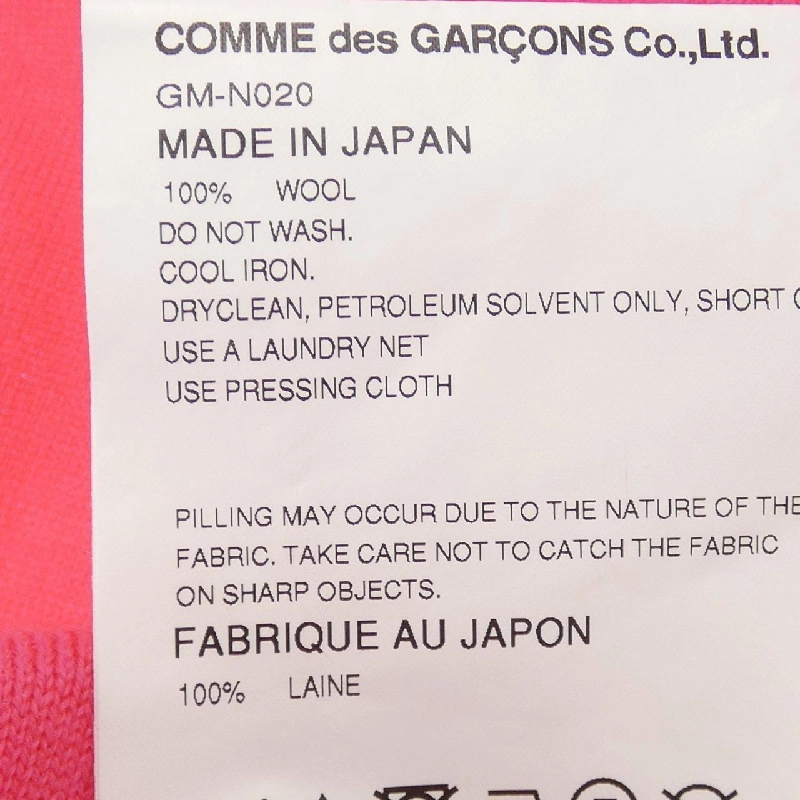 COMME des GARÇONS Co.,Ltd.
GM-N020
MADE IN JAPAN
100% WOOL
DO NOT WASH.
COOL IRON.
DRYCLEAN, PETROLEUM SOLVENT ONLY, SHORT
USE A LAUNDRY NET
USE PRESSING CLOTH
PILLING MAY OCCUR DUE TO THE NATURE OF THE
FABRIC. TAKE CARE NOT TO CATCH THE FABRIC
ON SHARP OBJECTS.
FABRIQUE AU JAPON
100% LAINE